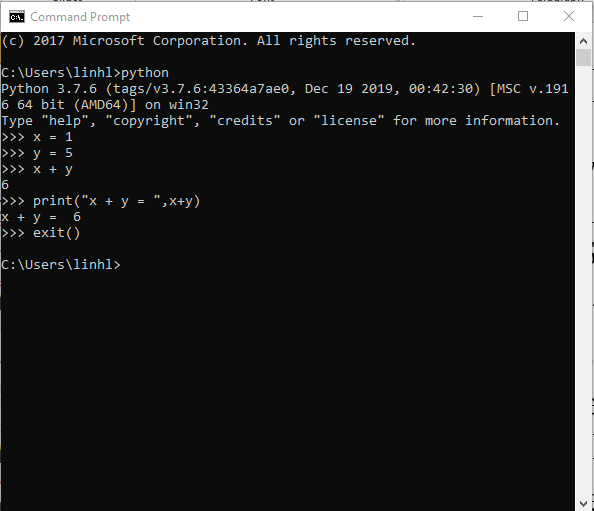 Command Prompt
(c) 2017 Microsoft Corporation. All rights reserved.
C:\Users\linhl>python
Python 3.7.6 (tags/v3.7.6:43364a7ae0, Dec 19 2019, 00:42:30) [MSC v.191
6 64 bit (AMD64)] on win32
Type "help", "copyright", "credits" or "license" for more information.
>>> x = 1
>>> y = 5
>>> x + y
6
>>> print("x + y = ",x+y)
x + y =  6
>>> exit()
C:\Users\linhl>